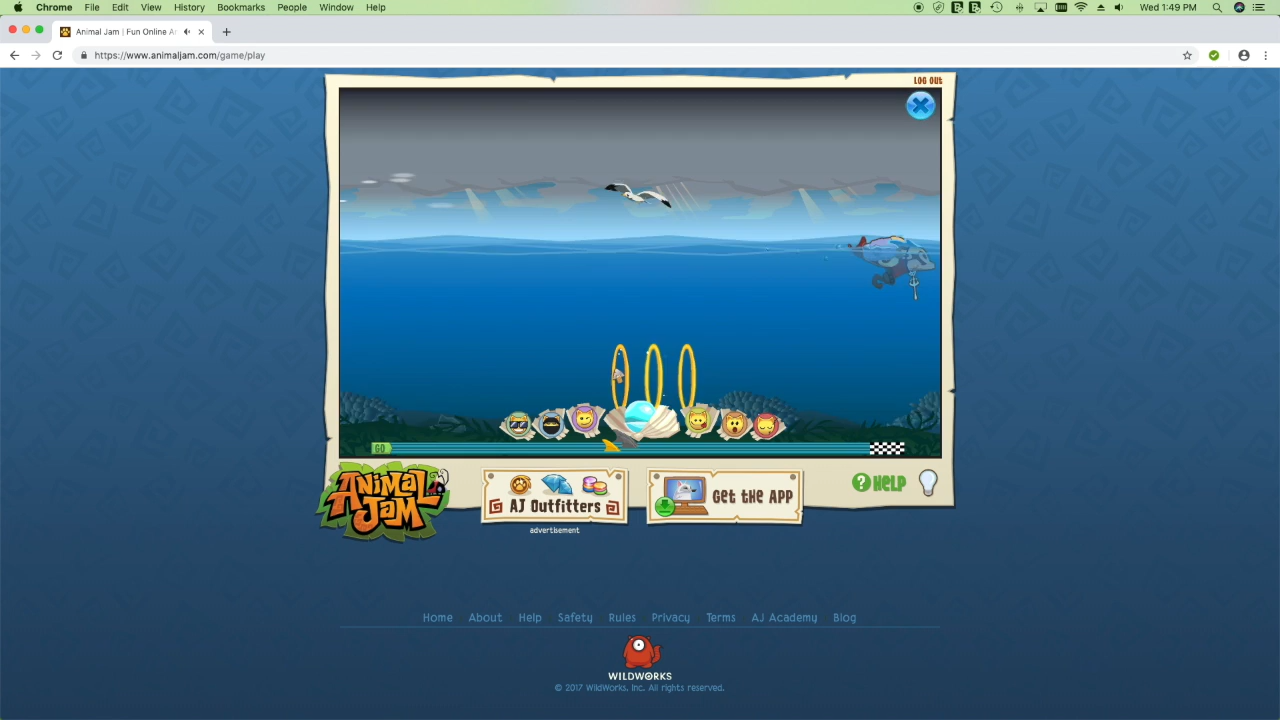 Chrome File Edit View History Bookmarks People Window Help
Wed 1:49 PM
Animal Jam | Fun Online Ar
https://www.animaljam.com/game/play
LOG OUT
GO
ANIMAL JAM
AJ OUTFITTERS
GET THE APP
HELP
advertisement
Home About Help Safety Rules Privacy Terms AJ Academy Blog
WILDWORKS
© 2017 WildWorks, Inc. All rights reserved.